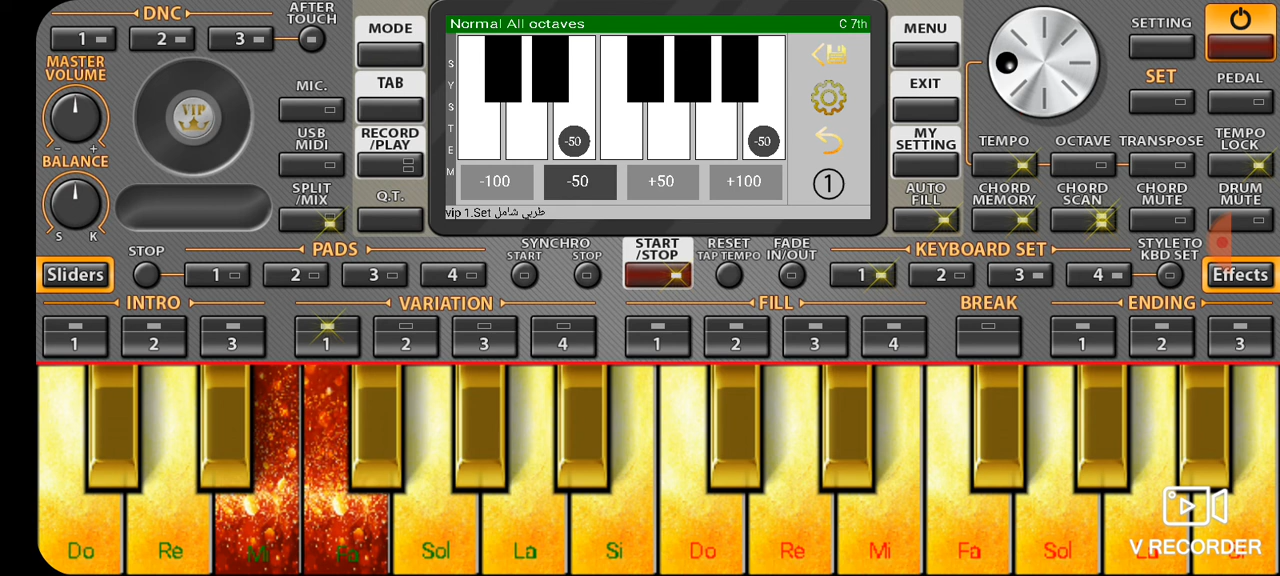 DNC
AFTER
TOUCH
1
2
3
MASTER
VOLUME
- +
BALANCE
S K
VIP
MIC.
USB
MIDI
SPLIT
/MIX
MODE
TAB
RECORD
/PLAY
Q.T.
Normal All octaves
C 7th
SYSTEM
-50
-50
-100
-50
+50
+100
1
vip 1.Set طربي شامل
MENU
EXIT
MY
SETTING
AUTO
FILL
SETTING
SET
PEDAL
TEMPO
OCTAVE
TRANSPOSE
TEMPO
LOCK
CHORD
MEMORY
CHORD
SCAN
CHORD
MUTE
DRUM
MUTE
Sliders
STOP
PADS
1
2
3
4
SYNCHRO
START
STOP
START
/STOP
RESET
TAP TEMPO
FADE
IN/OUT
KEYBOARD SET
1
2
3
4
STYLE TO
KBD SET
Effects
INTRO
1
2
3
VARIATION
1
2
3
4
FILL
1
2
3
4
BREAK
ENDING
1
2
3
Do
Re
Mi
Fa
Sol
La
Si
Do
Re
Mi
Fa
Sol
La
Si
V RECORDER